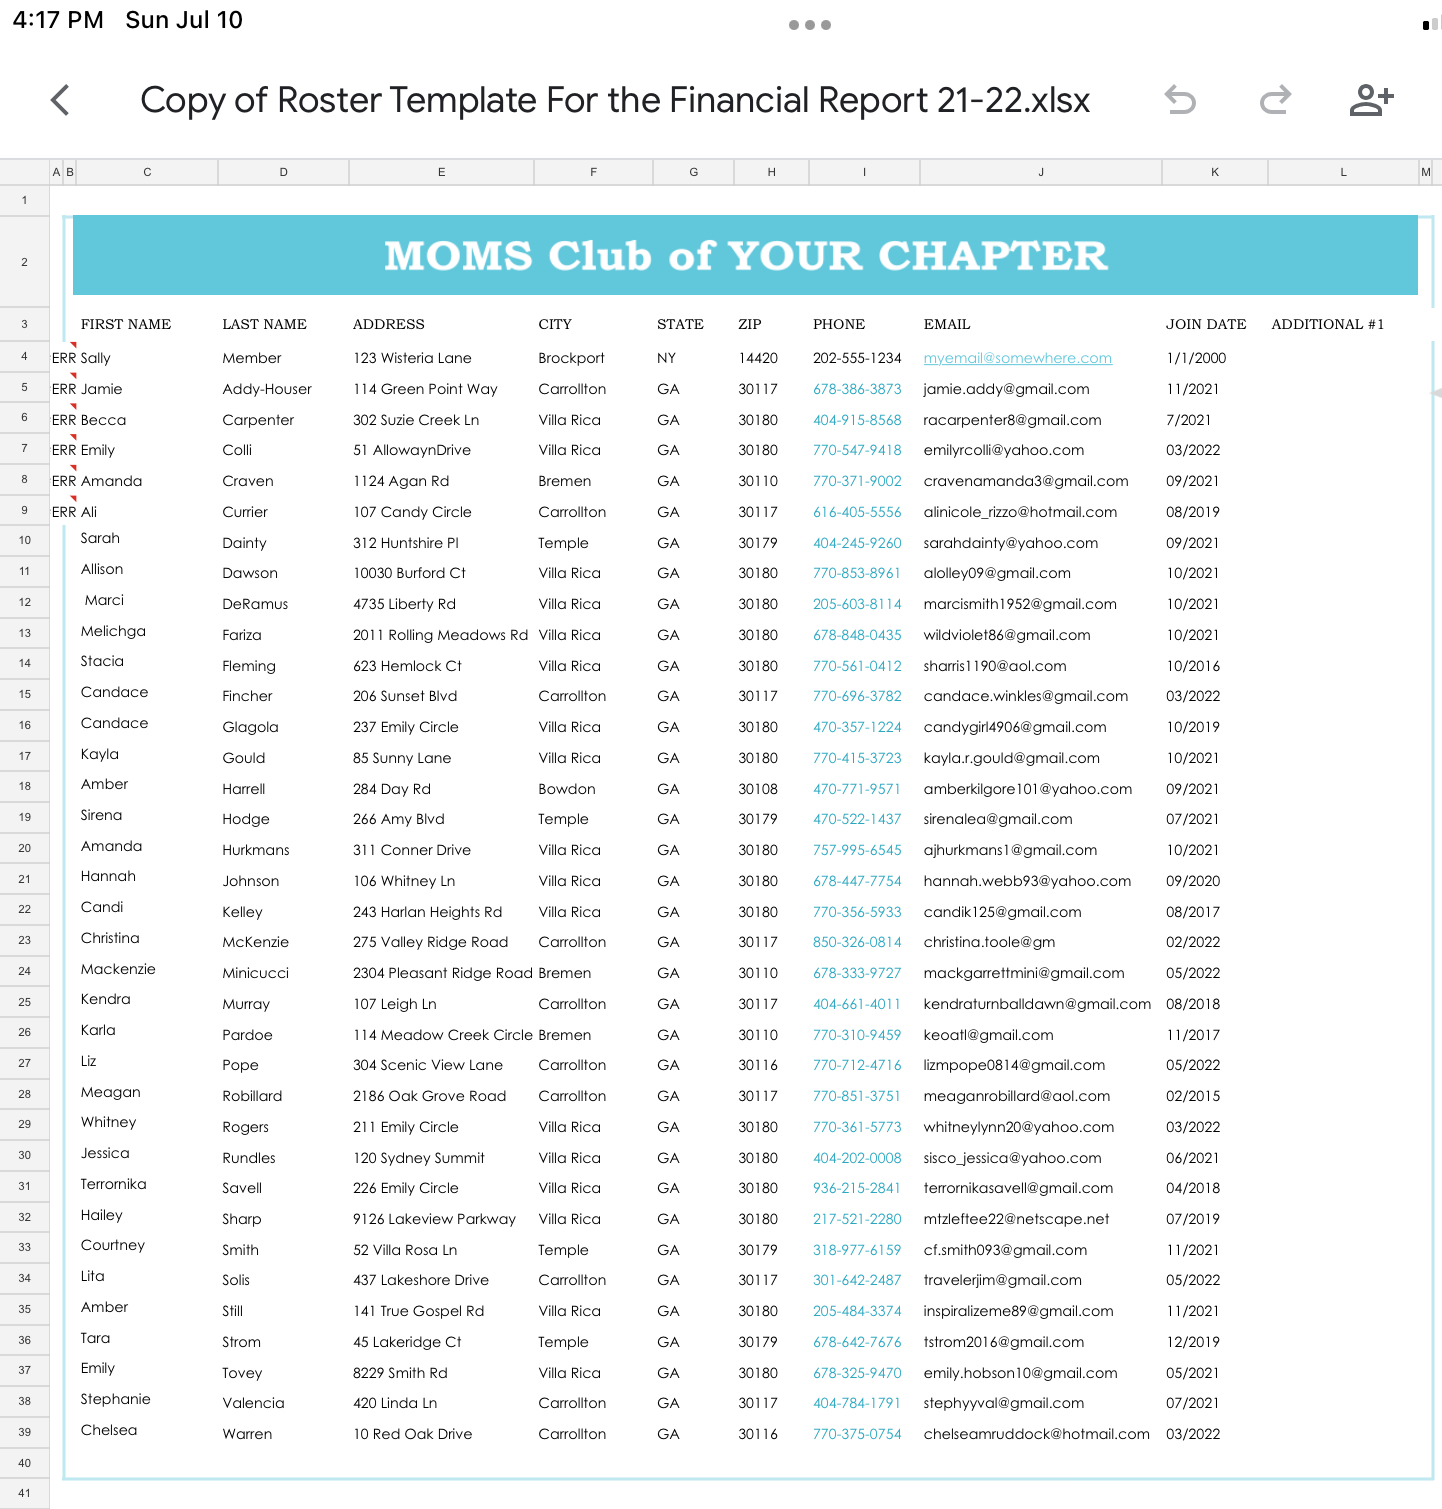 4:17 PM Sun Jul 10
Copy of Roster Template For the Financial Report 21-22.xlsx
A B C D E F G H I J K L M
1
2 MOMS Club of YOUR CHAPTER
3 FIRST NAME LAST NAME ADDRESS CITY STATE ZIP PHONE EMAIL JOIN DATE ADDITIONAL #1
4 ERR Sally Member 123 Wisteria Lane Brockport NY 14420 202-555-1234 myemail@somewhere.com 1/1/2000
5 ERR Jamie Addy-Houser 114 Green Point Way Carrollton GA 30117 678-386-3873 jamie.addy@gmail.com 11/2021
6 ERR Becca Carpenter 302 Suzie Creek Ln Villa Rica GA 30180 404-915-8568 racarpenter8@gmail.com 7/2021
7 ERR Emily Colli 51 AllowaynDrive Villa Rica GA 30180 770-547-9418 emilyrcolli@yahoo.com 03/2022
8 ERR Amanda Craven 1124 Agan Rd Bremen GA 30110 770-371-9002 cravenamanda3@gmail.com 09/2021
9 ERR Ali Currier 107 Candy Circle Carrollton GA 30117 616-405-5556 alinicole_rizzo@hotmail.com 08/2019
10 Sarah Dainty 312 Huntshire Pl Temple GA 30179 404-245-9260 sarahdainty@yahoo.com 09/2021
11 Allison Dawson 10030 Burford Ct Villa Rica GA 30180 770-853-8961 alolley09@gmail.com 10/2021
12 Marci DeRamus 4735 Liberty Rd Villa Rica GA 30180 205-603-8114 marcismith1952@gmail.com 10/2021
13 Melichga Fariza 2011 Rolling Meadows Rd Villa Rica GA 30180 678-848-0435 wildviolet86@gmail.com 10/2021
14 Stacia Fleming 623 Hemlock Ct Villa Rica GA 30180 770-561-0412 sharris1190@aol.com 10/2016
15 Candace Fincher 206 Sunset Blvd Carrollton GA 30117 770-696-3782 candace.winkles@gmail.com 03/2022
16 Candace Glagola 237 Emily Circle Villa Rica GA 30180 470-357-1224 candygirl4906@gmail.com 10/2019
17 Kayla Gould 85 Sunny Lane Villa Rica GA 30180 770-415-3723 kayla.r.gould@gmail.com 10/2021
18 Amber Harrell 284 Day Rd Bowdon GA 30108 470-771-9571 amberkilgore101@yahoo.com 09/2021
19 Sirena Hodge 266 Amy Blvd Temple GA 30179 470-522-1437 sirenalea@gmail.com 07/2021
20 Amanda Hurkmans 311 Conner Drive Villa Rica GA 30180 757-995-6545 ajhurkmans1@gmail.com 10/2021
21 Hannah Johnson 106 Whitney Ln Villa Rica GA 30180 678-447-7754 hannah.webb93@yahoo.com 09/2020
22 Candi Kelley 243 Harlan Heights Rd Villa Rica GA 30180 770-356-5933 candik125@gmail.com 08/2017
23 Christina McKenzie 275 Valley Ridge Road Carrollton GA 30117 850-326-0814 christina.toole@gm 02/2022
24 Mackenzie Minicucci 2304 Pleasant Ridge Road Bremen GA 30110 678-333-9727 mackgarrettmini@gmail.com 05/2022
25 Kendra Murray 107 Leigh Ln Carrollton GA 30117 404-661-4011 kendraturnballdawn@gmail.com 08/2018
26 Karla Pardoe 114 Meadow Creek Circle Bremen GA 30110 770-310-9459 keoatl@gmail.com 11/2017
27 Liz Pope 304 Scenic View Lane Carrollton GA 30116 770-712-4716 lizmpope0814@gmail.com 05/2022
28 Meagan Robillard 2186 Oak Grove Road Carrollton GA 30117 770-851-3751 meaganrobillard@aol.com 02/2015
29 Whitney Rogers 211 Emily Circle Villa Rica GA 30180 770-361-5773 whitneylynn20@yahoo.com 03/2022
30 Jessica Rundles 120 Sydney Summit Villa Rica GA 30180 404-202-0008 sisco_jessica@yahoo.com 06/2021
31 Terrornika Savell 226 Emily Circle Villa Rica GA 30180 936-215-2841 terrornikasavell@gmail.com 04/2018
32 Hailey Sharp 9126 Lakeview Parkway Villa Rica GA 30180 217-521-2280 mtzleftee22@netscape.net 07/2019
33 Courtney Smith 52 Villa Rosa Ln Temple GA 30179 318-977-6159 cf.smith093@gmail.com 11/2021
34 Lita Solis 437 Lakeshore Drive Carrollton GA 30117 301-642-2487 travelerjim@gmail.com 05/2022
35 Amber Still 141 True Gospel Rd Villa Rica GA 30180 205-484-3374 inspiralizeme89@gmail.com 11/2021
36 Tara Strom 45 Lakeridge Ct Temple GA 30179 678-642-7676 tstrom2016@gmail.com 12/2019
37 Emily Tovey 8229 Smith Rd Villa Rica GA 30180 678-325-9470 emily.hobson10@gmail.com 05/2021
38 Stephanie Valencia 420 Linda Ln Carrollton GA 30117 404-784-1791 stephyyval@gmail.com 07/2021
39 Chelsea Warren 10 Red Oak Drive Carrollton GA 30116 770-375-0754 chelseamruddock@hotmail.com 03/2022
40
41